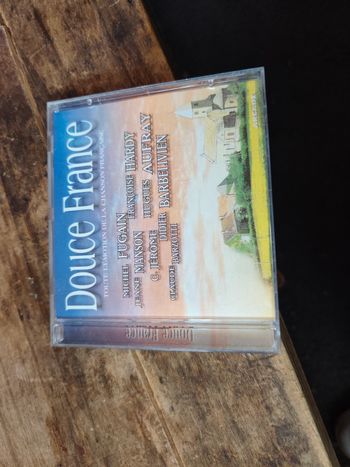 Douce France
TOUTE L'ÉMOTION DE LA CHANSON FRANÇAISE
MICHEL FUGAIN
FRANÇOISE HARDY
JEANE MANSON
HUGUES AUFRAY
C. JÉRÔME
DIDIER BARBELIVIEN
CLAUDE BARZOTTI
Douce France